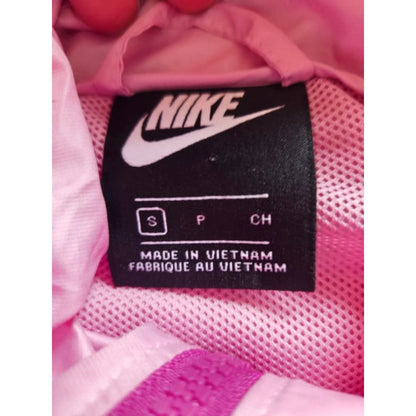 NIKE
S P CH
MADE IN VIETNAM
FABRIQUE AU VIETNAM